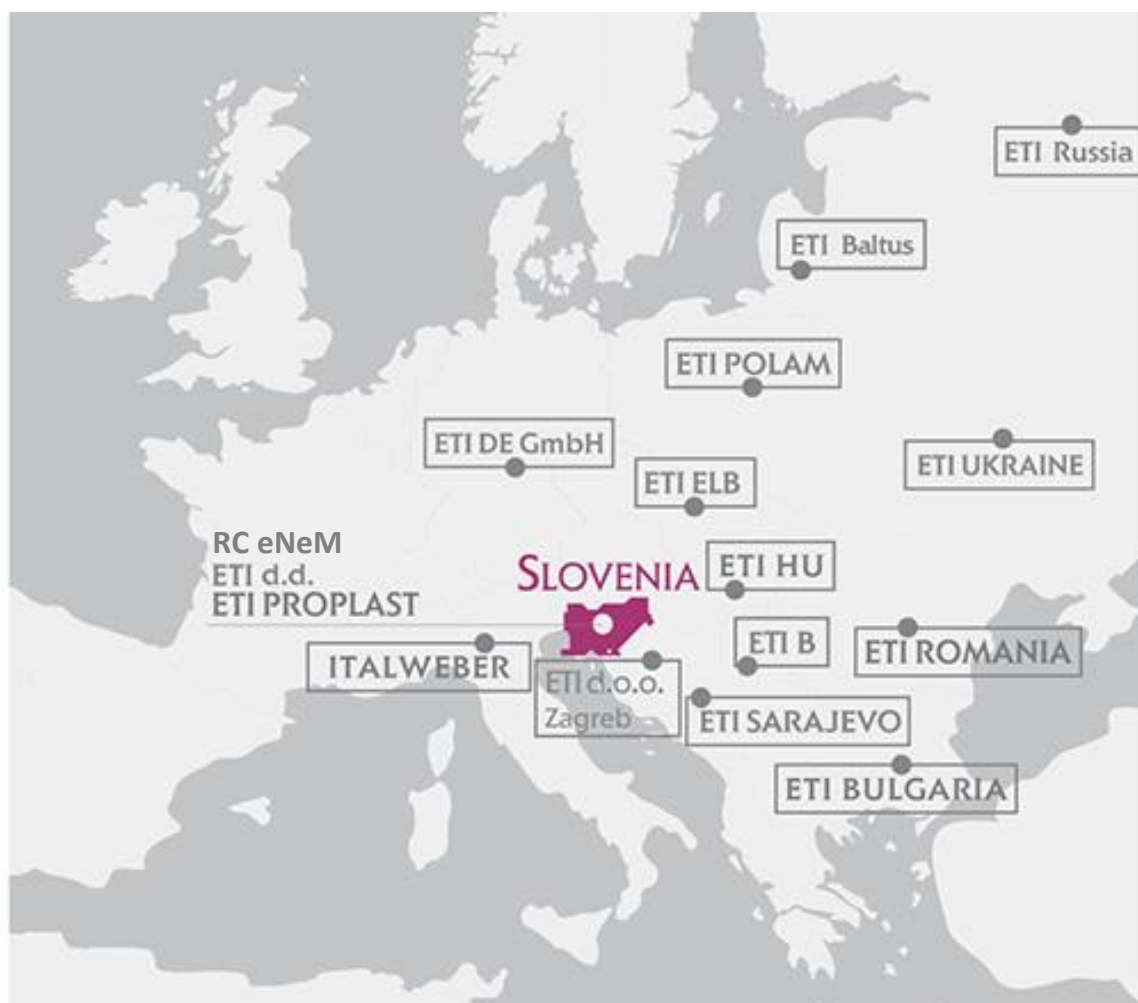 ETI Russia
ETI Baltus
ETI POLAM
ETI DE GmbH
ETI UKRAINE
ETI ELB
RC eNeM
ETI d.d.
ETI PROPLAST
SLOVENIA
ETI HU
ITALWEBER
ETI B
ETI ROMANIA
ETI d.o.o.
Zagreb
ETI SARAJEVO
ETI BULGARIA